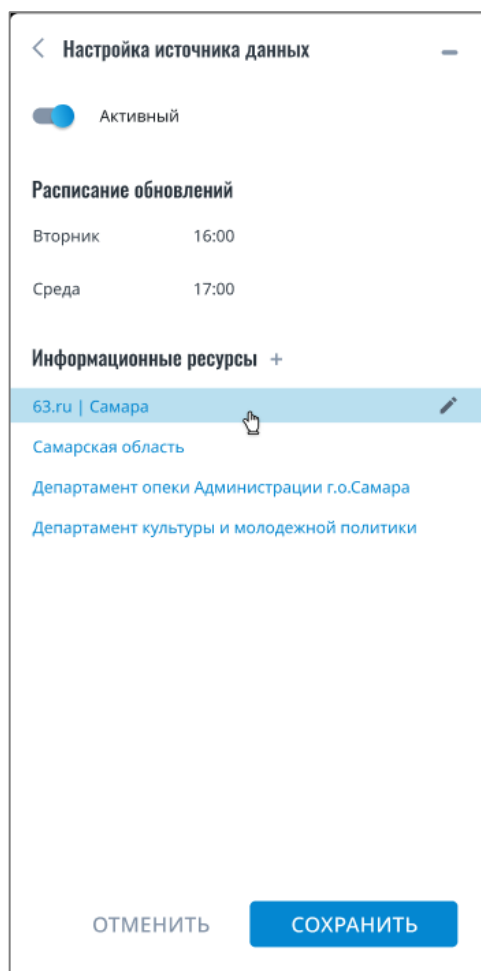 Настройка источника данных
Активный
Расписание обновлений
Вторник 16:00
Среда 17:00
Информационные ресурсы +
63.ru | Самара
Самарская область
Департамент опеки Администрации г.о.Самара
Департамент культуры и молодежной политики
ОТМЕНИТЬ СОХРАНИТЬ